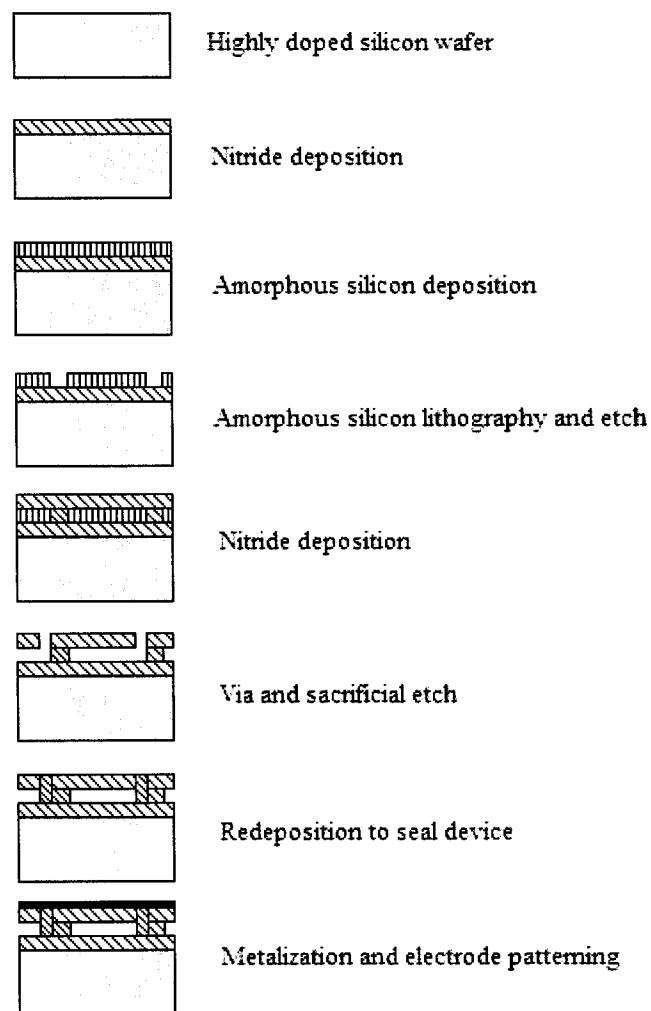 Highly doped silicon wafer
Nitride deposition
Amorphous silicon deposition
Amorphous silicon lithography and etch
Nitride deposition
Via and sacrificial etch
Redeposition to seal device
Metalization and electrode patterning